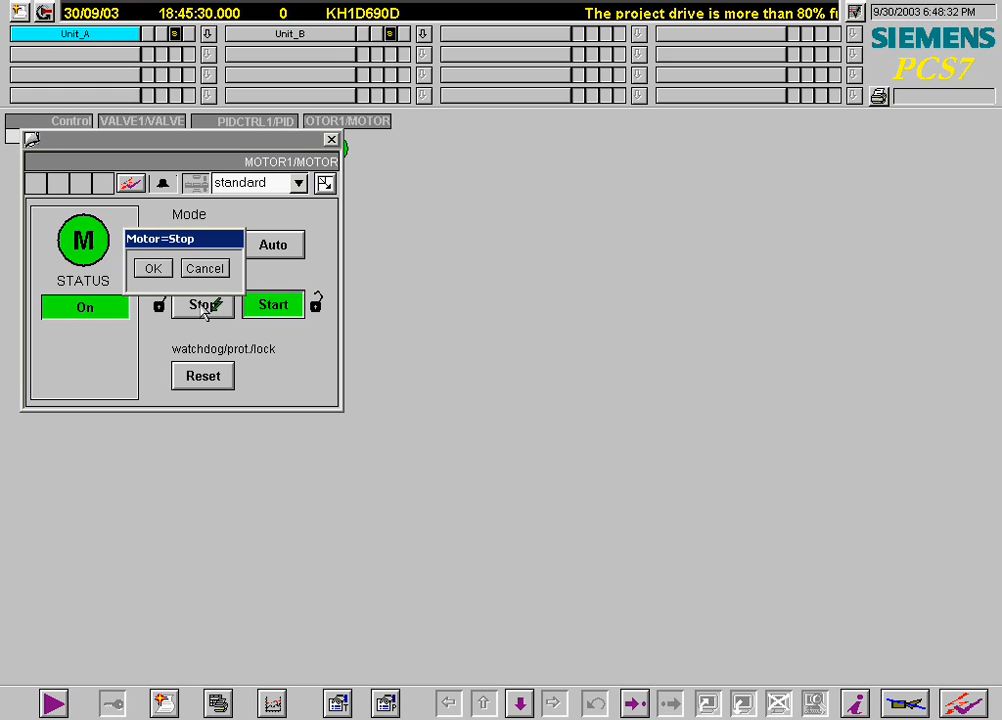 30/09/03 18:45:30.000 0 KH1D690D The project drive is more than 80% fu
9/30/2003 6:48:32 PM
Unit_A S Unit_B S
SIEMENS
PCS7
Control VALVE1/VALVE PIDCTRL1/PID OTOR1/MOTOR
MOTOR1/MOTOR
standard
Mode
M
Motor=Stop
Auto
OK Cancel
STATUS
On
Stop Start
watchdog/prot./lock
Reset
T P i